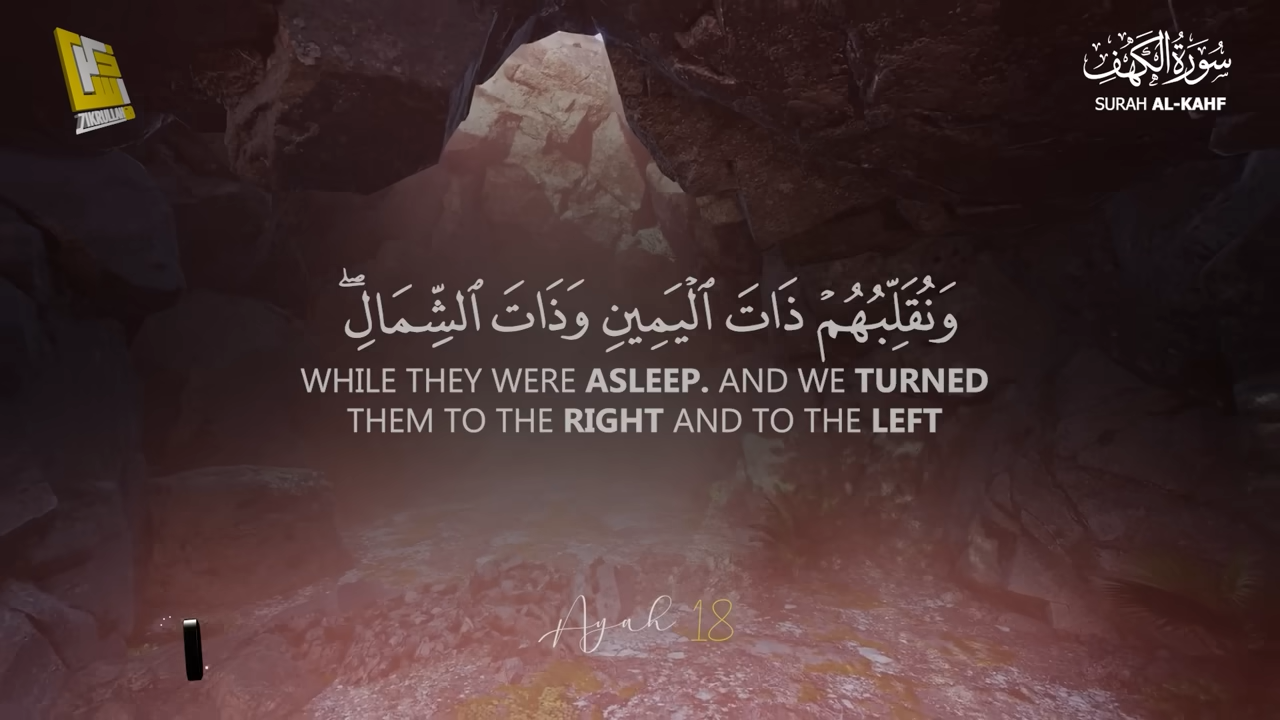 ZIKRULLAH
سُورَةُ الْكَهْفِ
SURAH AL-KAHF
وَنُقَلِّبُهُمۡ ذَاتَ ٱلۡيَمِينِ وَذَاتَ ٱلشِّمَالِۖ
WHILE THEY WERE ASLEEP. AND WE TURNED
THEM TO THE RIGHT AND TO THE LEFT
Ayah 18